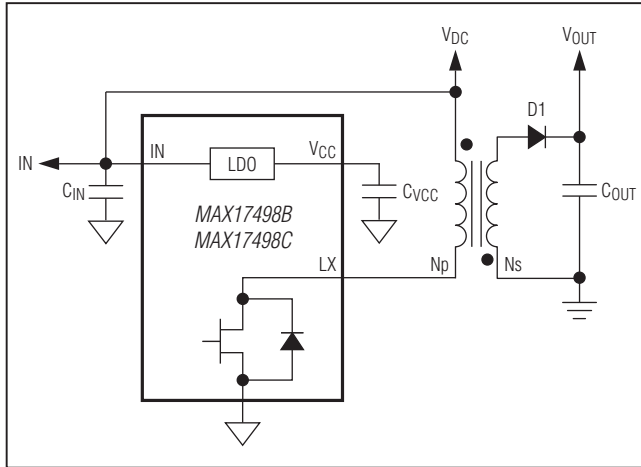 VDC
VOUT
D1
IN
IN
LDO
VCC
CIN
CVCC
COUT
MAX17498B
MAX17498C
LX
Np
Ns